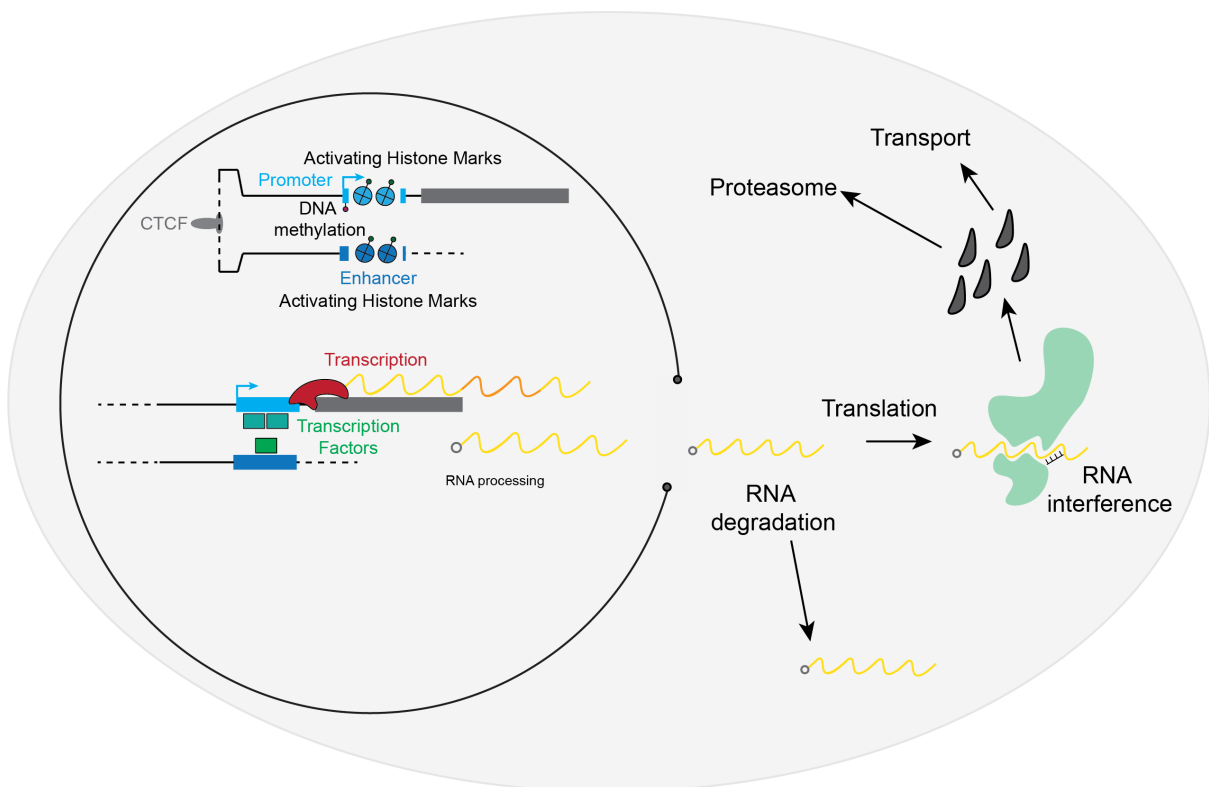 Activating Histone Marks
Promoter
DNA
methylation
CTCF
Enhancer
Activating Histone Marks
Transcription
Transcription
Factors
RNA processing
Transport
Proteasome
Translation
RNA
interference
RNA
degradation